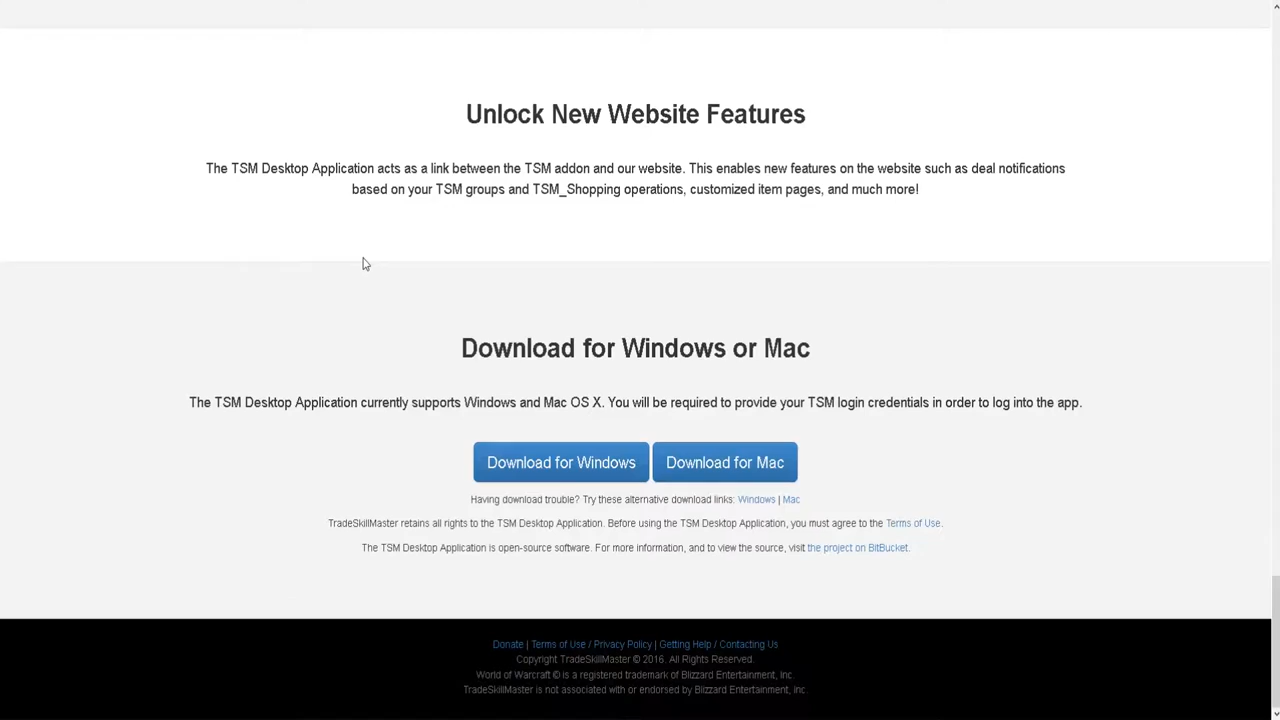 Unlock New Website Features
The TSM Desktop Application acts as a link between the TSM addon and our website. This enables new features on the website such as deal notifications
based on your TSM groups and TSM_Shopping operations, customized item pages, and much more!
Download for Windows or Mac
The TSM Desktop Application currently supports Windows and Mac OS X. You will be required to provide your TSM login credentials in order to log into the app.
Download for Windows Download for Mac
Having download trouble? Try these alternative download links: Windows | Mac
TradeSkillMaster retains all rights to the TSM Desktop Application. Before using the TSM Desktop Application, you must agree to the Terms of Use.
The TSM Desktop Application is open-source software. For more information, and to view the source, visit the project on BitBucket.
Donate | Terms of Use / Privacy Policy | Getting Help / Contacting Us
Copyright TradeSkillMaster © 2016. All Rights Reserved.
World of Warcraft © is a registered trademark of Blizzard Entertainment, Inc.
TradeSkillMaster is not associated with or endorsed by Blizzard Entertainment, Inc.